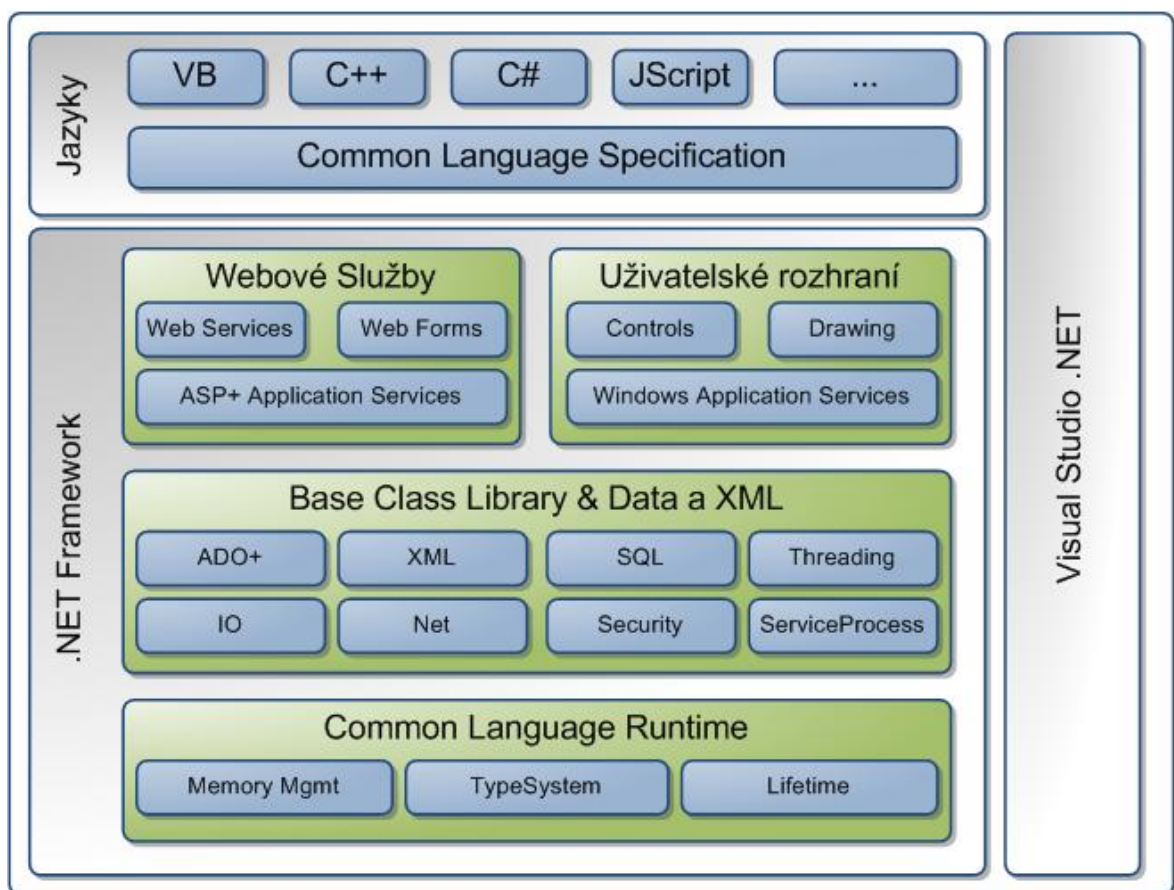 Jazyky
VB
C++
C#
JScript
...
Common Language Specification
.NET Framework
Webové Služby
Web Services
Web Forms
ASP+ Application Services
Uživatelské rozhraní
Controls
Drawing
Windows Application Services
Base Class Library & Data a XML
ADO+
XML
SQL
Threading
IO
Net
Security
ServiceProcess
Common Language Runtime
Memory Mgmt
TypeSystem
Lifetime
Visual Studio .NET